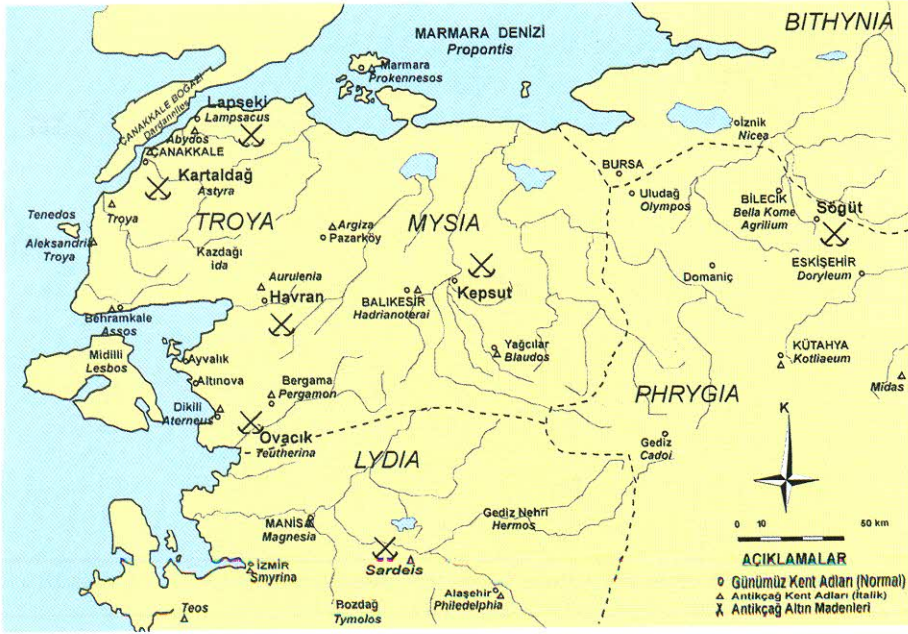 BITHYNIA
MARMARA DENİZİ
Propontis
Marmara
Prokennesos
ÇANAKKALE BOĞAZI
Dardanelles
Lapseki
Lampsacus
Abydos
ÇANAKKALE
Kartaldağ
Astyra
Troya
TROYA
Tenedos
Aleksandria
Troya
Kazdağı
ida
Argiza
Pazarköy
MYSIA
İznik
Nicea
BURSA
Uludağ
Olympos
BİLECİK
Bella Kome
Agrilium
Söğüt
ESKİŞEHİR
Doryleum
Domaniç
Aurulenia
Havran
BALIKESİR
Hadrianoterai
Kepsut
Behramkale
Assos
Midilli
Lesbos
Ayvalık
Altınova
Yağcılar
Blaudos
KÜTAHYA
Kotliaeum
Midas
Bergama
Pergamon
Dikili
Aterneus
Ovacık
Teutherina
PHRYGIA
Gediz
Cadoi
K
LYDIA
MANİSA
Magnesia
Gediz Nehri
Hermos
İZMİR
Smyrina
Sardeis
Teos
Bozdağ
Tymolos
Alaşehir
Philedelphia
0 10 50 km
AÇIKLAMALAR
Günümüz Kent Adları (Normal)
Antikçağ Kent Adları (İtalik)
Antikçağ Altın Madenleri